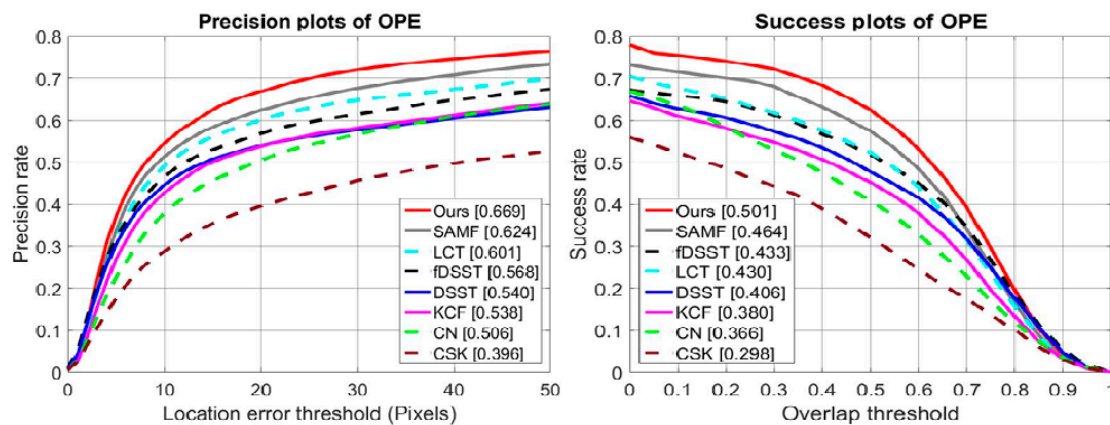 Precision plots of OPE
Precision rate
0.8
0.7
0.6
0.5
0.4
0.3
0.2
0.1
0
Ours [0.669]
SAMF [0.624]
LCT [0.601]
fDSST [0.568]
DSST [0.540]
KCF [0.538]
CN [0.506]
CSK [0.396]
0 10 20 30 40 50
Location error threshold (Pixels)
Success plots of OPE
Success rate
0.8
0.7
0.6
0.5
0.4
0.3
0.2
0.1
0
Ours [0.501]
SAMF [0.464]
fDSST [0.433]
LCT [0.430]
DSST [0.406]
KCF [0.380]
CN [0.366]
CSK [0.298]
0 0.1 0.2 0.3 0.4 0.5 0.6 0.7 0.8 0.9 1
Overlap threshold